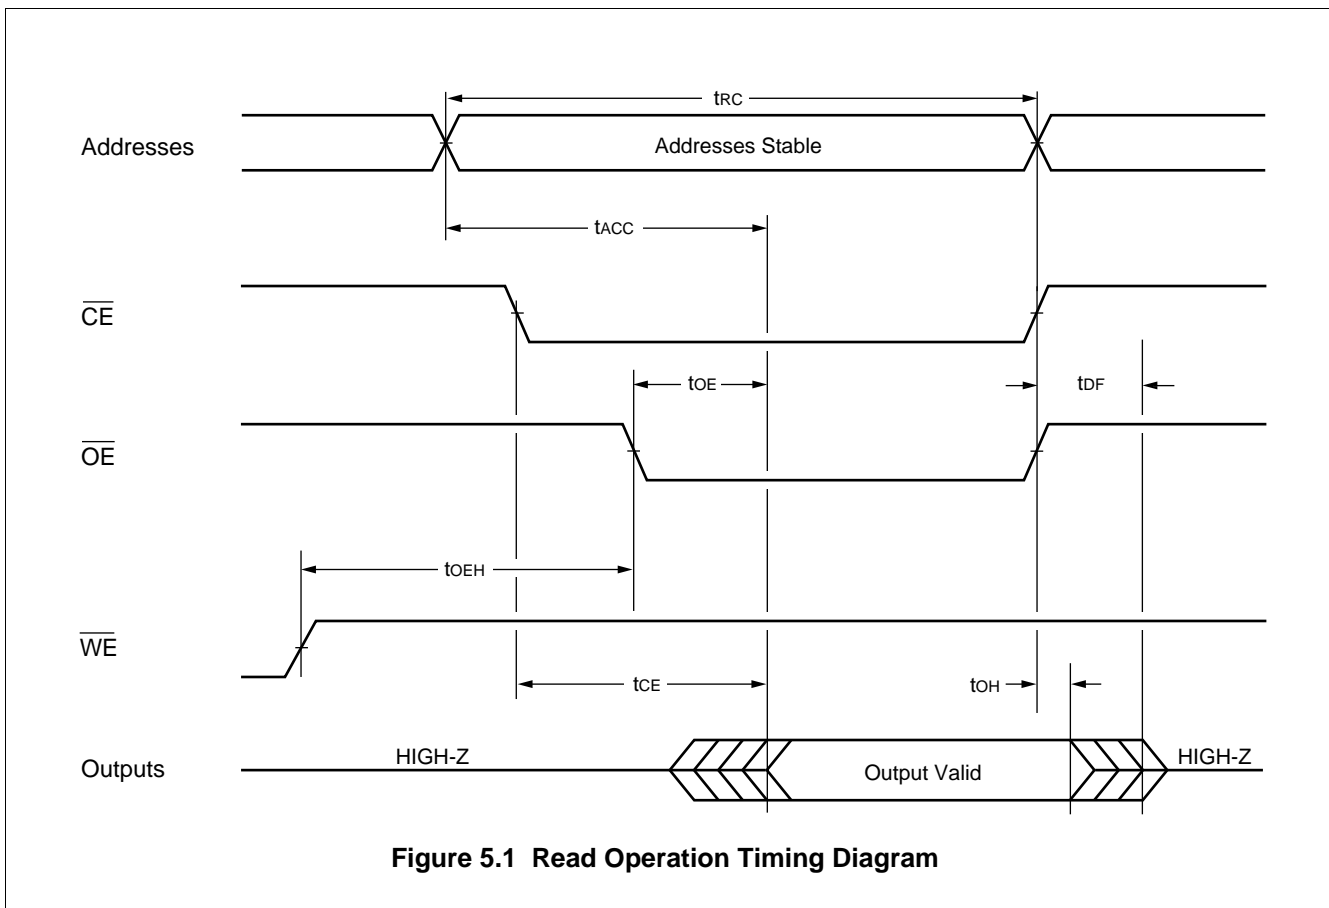 tRC
Addresses
Addresses Stable
tACC
CE
tOE
tDF
OE
tOEH
WE
tCE
tOH
Outputs
HIGH-Z
Output Valid
HIGH-Z
Figure 5.1 Read Operation Timing Diagram